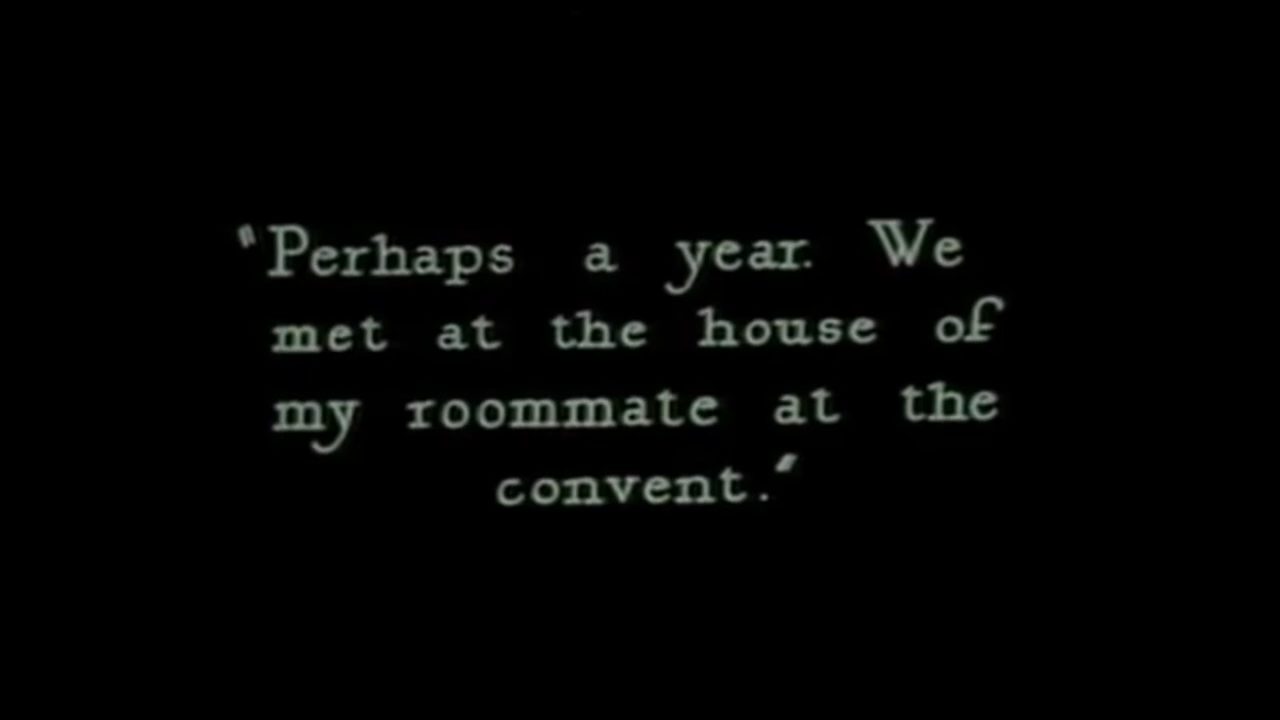 "Perhaps a year. We
met at the house of
my roommate at the
convent."